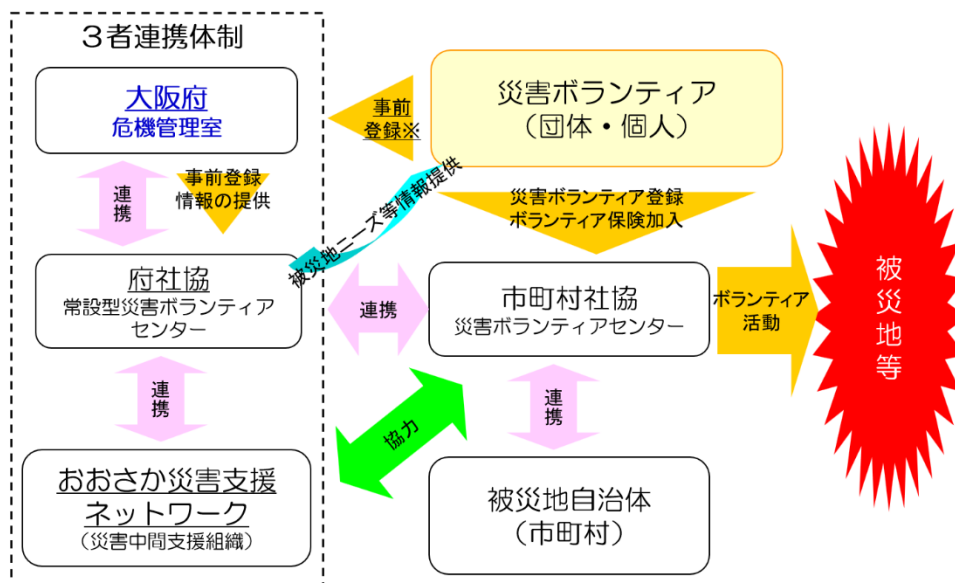 ３者連携体制
大阪府
危機管理室
事前
登録※
災害ボランティア
（団体・個人）
連携
事前登録
情報の提供
被災地ニーズ等情報提供
災害ボランティア登録
ボランティア保険加入
府社協
常設型災害ボランティア
センター
連携
市町村社協
災害ボランティアセンター
ボランティア
活動
被災地等
連携
協力
連携
おおさか災害支援
ネットワーク
（災害中間支援組織）
被災地自治体
（市町村）